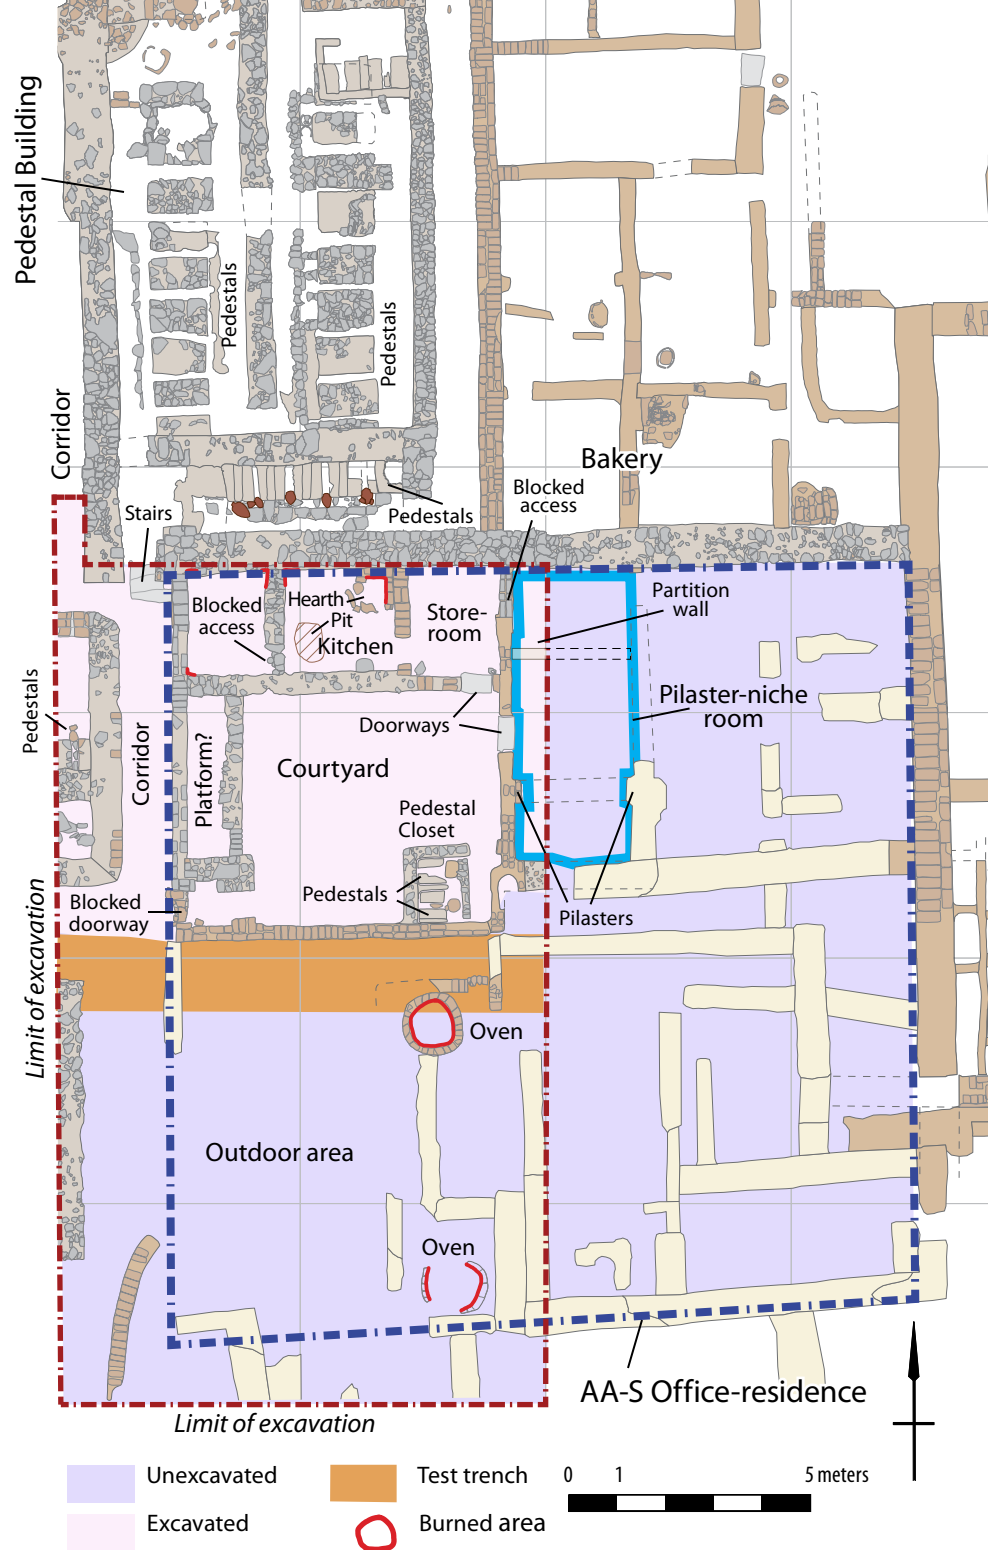 Pedestal Building
Pedestals
Pedestals
Corridor
Bakery
Blocked
access
Pedestals
Stairs
Blocked
access
Hearth
Pit
Kitchen
Store-
room
Partition
wall
Pedestals
Corridor
Platform?
Doorways
Pilaster-niche
room
Courtyard
Pedestal
Closet
Pedestals
Blocked
doorway
Pilasters
Limit of excavation
Oven
Outdoor area
Oven
AA-S Office-residence
Limit of excavation
Unexcavated
Test trench
0 1 5 meters
Excavated
Burned area